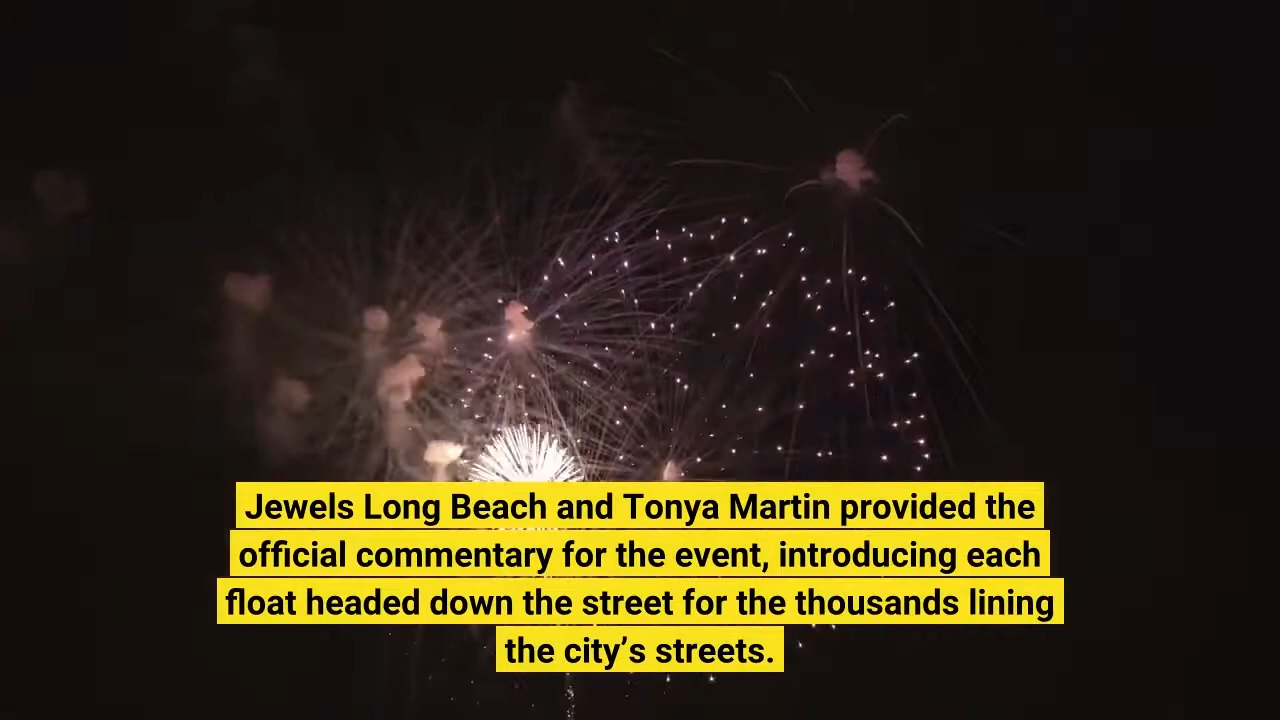 Jewels Long Beach and Tonya Martin provided the
official commentary for the event, introducing each
float headed down the street for the thousands lining
the city’s streets.